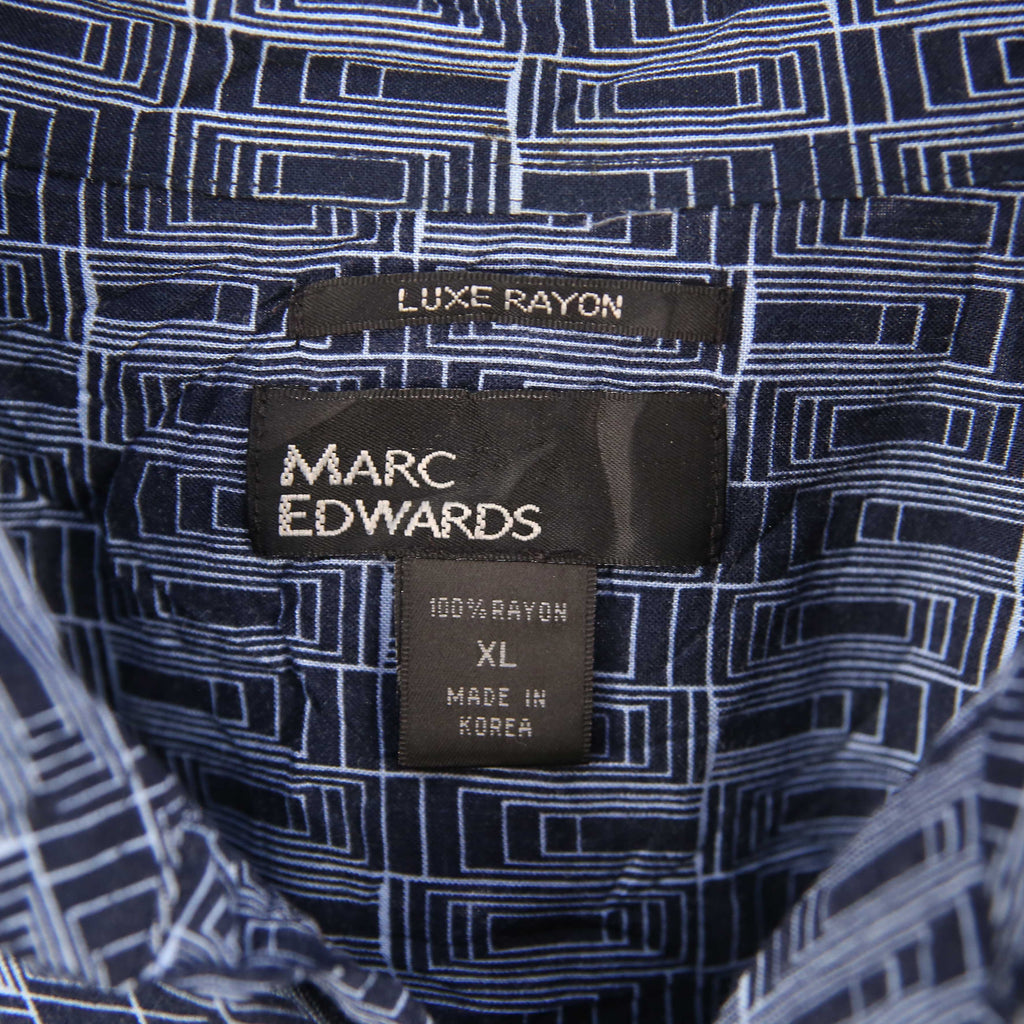 LUXE RAYON
MARC
EDWARDS
100% RAYON
XL
MADE IN
KOREA